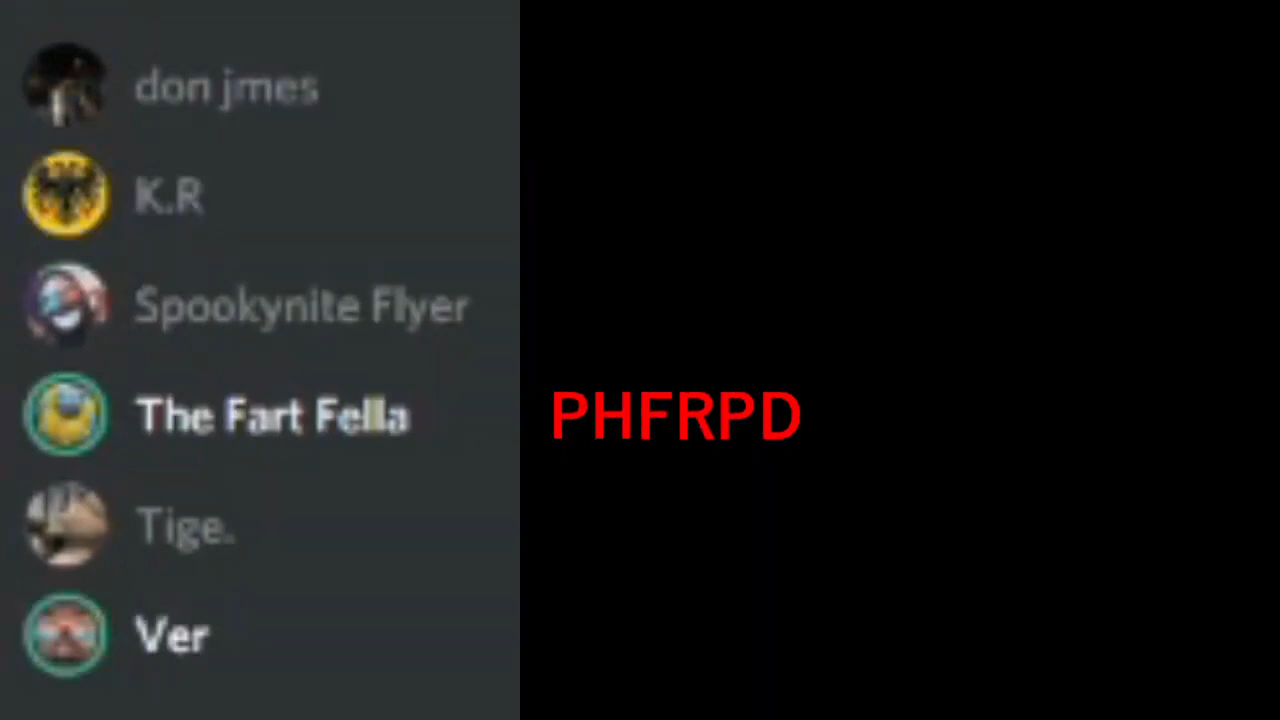 don jmes
K.R
Spookynite Flyer
The Fart Fella
PHFRPD
Tige.
Ver